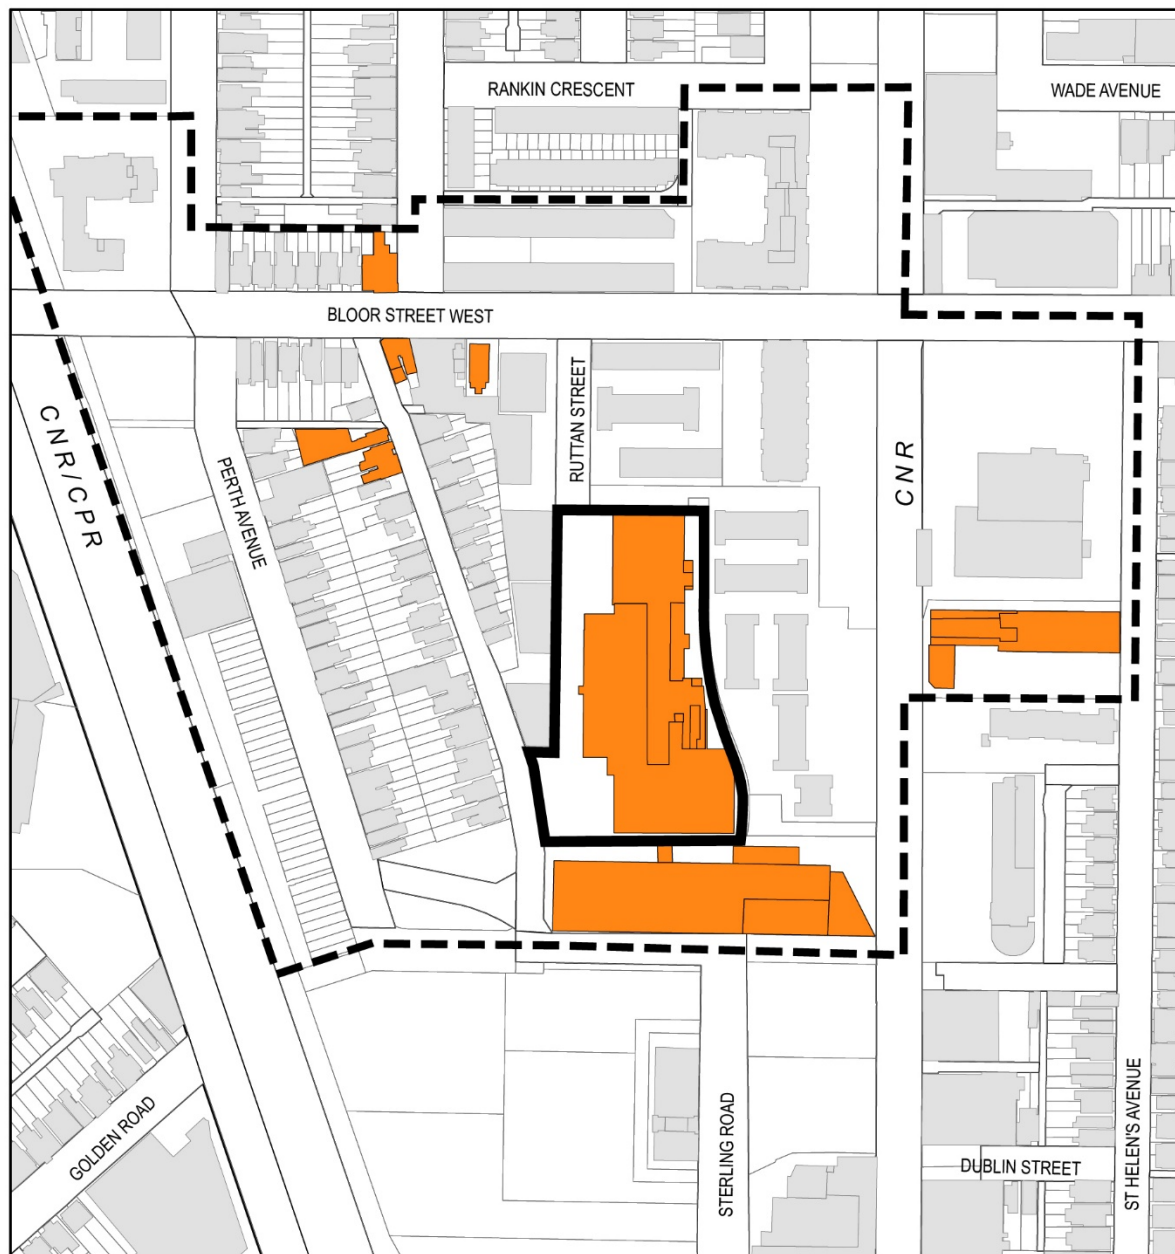 RANKIN CRESCENT
WADE AVENUE
BLOOR STREET WEST
CNR/CPR
PERTH AVENUE
RUTTAN STREET
CNR
GOLDEN ROAD
STERLING ROAD
DUBLIN STREET
ST HELEN'S AVENUE